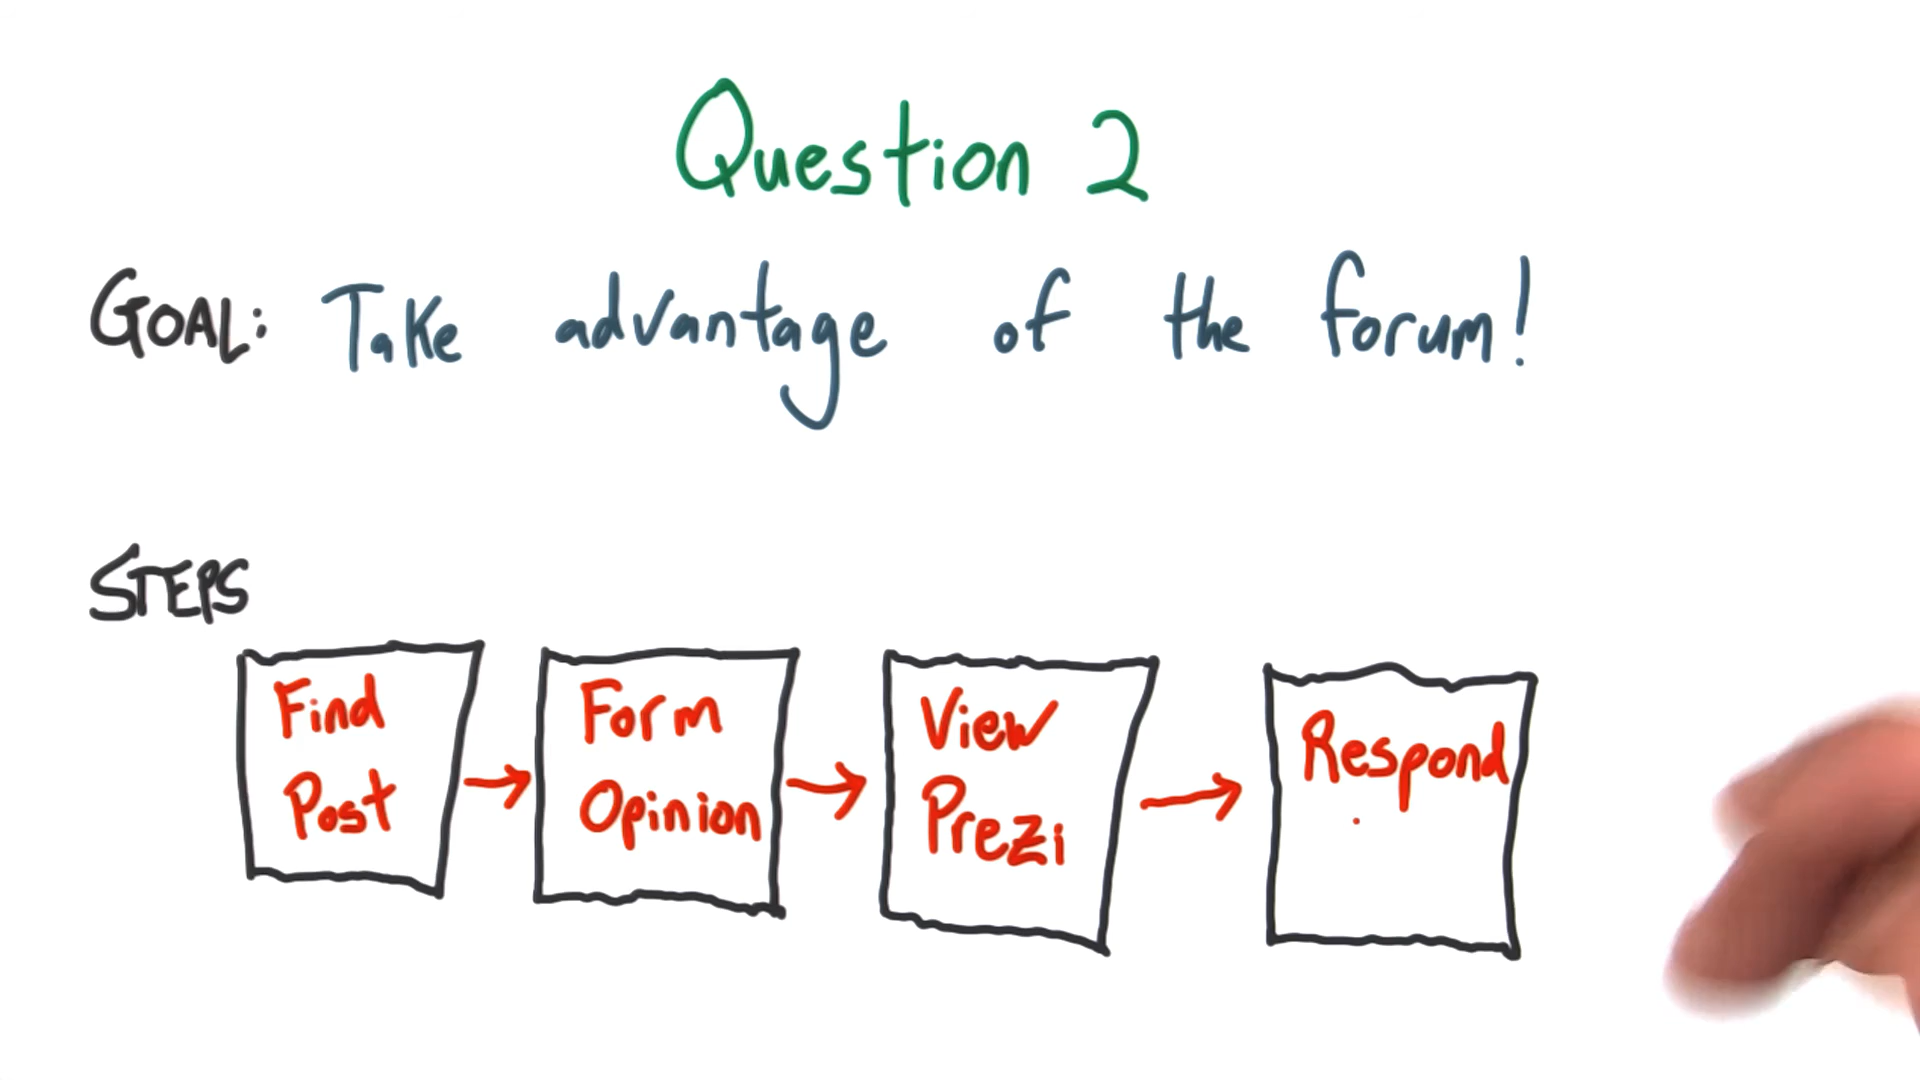 Question 2
GOAL: Take advantage of the forum!
STEPS
Find Post
Form Opinion
View Prezi
Respond